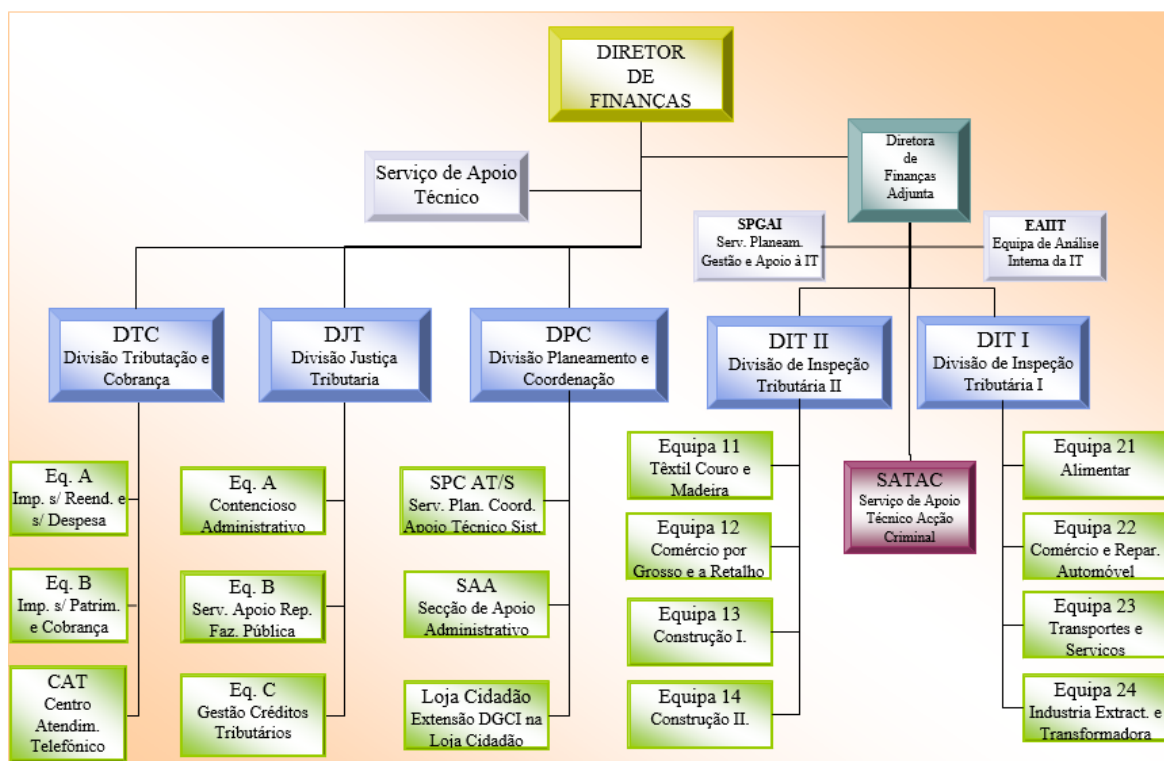 DIRETOR
DE
FINANÇAS
Diretora
de
Finanças
Adjunta
Serviço de Apoio
Técnico
SPGAI
Serv. Planeam.
Gestão e Apoio à IT
EAIIT
Equipa de Análise
Interna da IT
DTC
Divisão Tributação e
Cobrança
DJT
Divisão Justiça
Tributaria
DPC
Divisão Planeamento e
Coordenação
DIT II
Divisão de Inspeção
Tributária II
DIT I
Divisão de Inspeção
Tributária I
Eq. A
Imp. s/ Reend. e
s/ Despesa
Eq. B
Imp. s/ Patrim.
e Cobrança
CAT
Centro
Atendim.
Telefónico
Eq. A
Contencioso
Administrativo
Eq. B
Serv. Apoio Rep.
Faz. Pública
Eq. C
Gestão Créditos
Tributários
SPC AT/S
Serv. Plan. Coord.
Apoio Técnico Sist.
SAA
Secção de Apoio
Administrativo
Loja Cidadão
Extensão DGCI na
Loja Cidadão
Equipa 11
Têxtil Couro e
Madeira
Equipa 12
Comércio por
Grosso e a Retalho
Equipa 13
Construção I.
Equipa 14
Construção II.
SATAC
Serviço de Apoio
Técnico Acção
Criminal
Equipa 21
Alimentar
Equipa 22
Comércio e Repar.
Automóvel
Equipa 23
Transportes e
Servicos
Equipa 24
Industria Extract. e
Transformadora